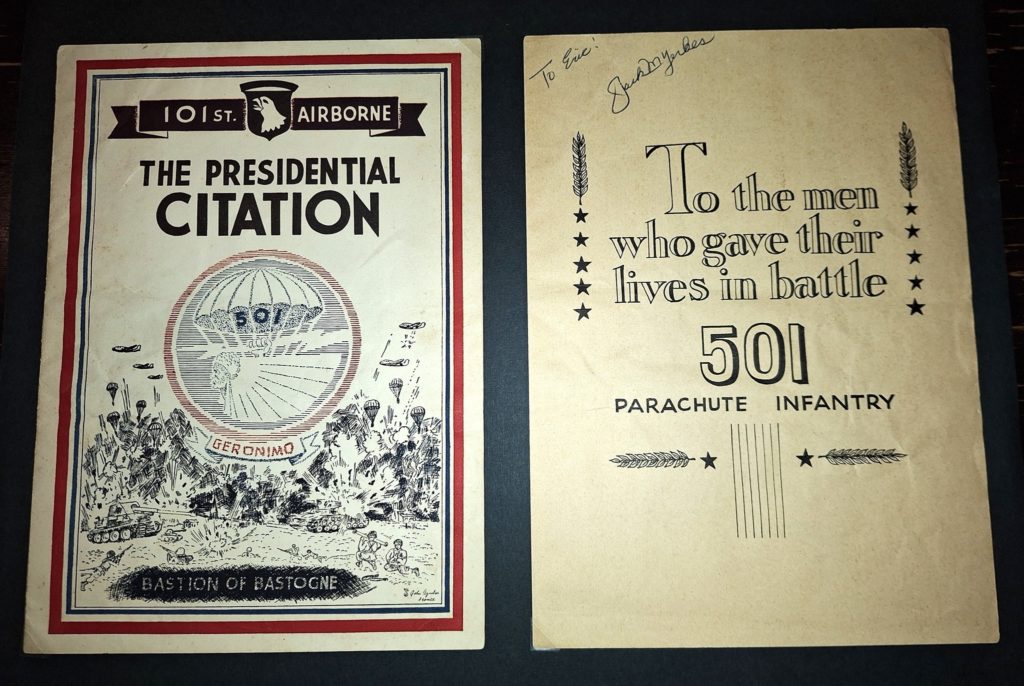 101ST. AIRBORNE
THE PRESIDENTIAL
CITATION
501
GERONIMO
BASTION OF BASTOGNE
To Eric!
To the men
who gave their
lives in battle
501
PARACHUTE INFANTRY